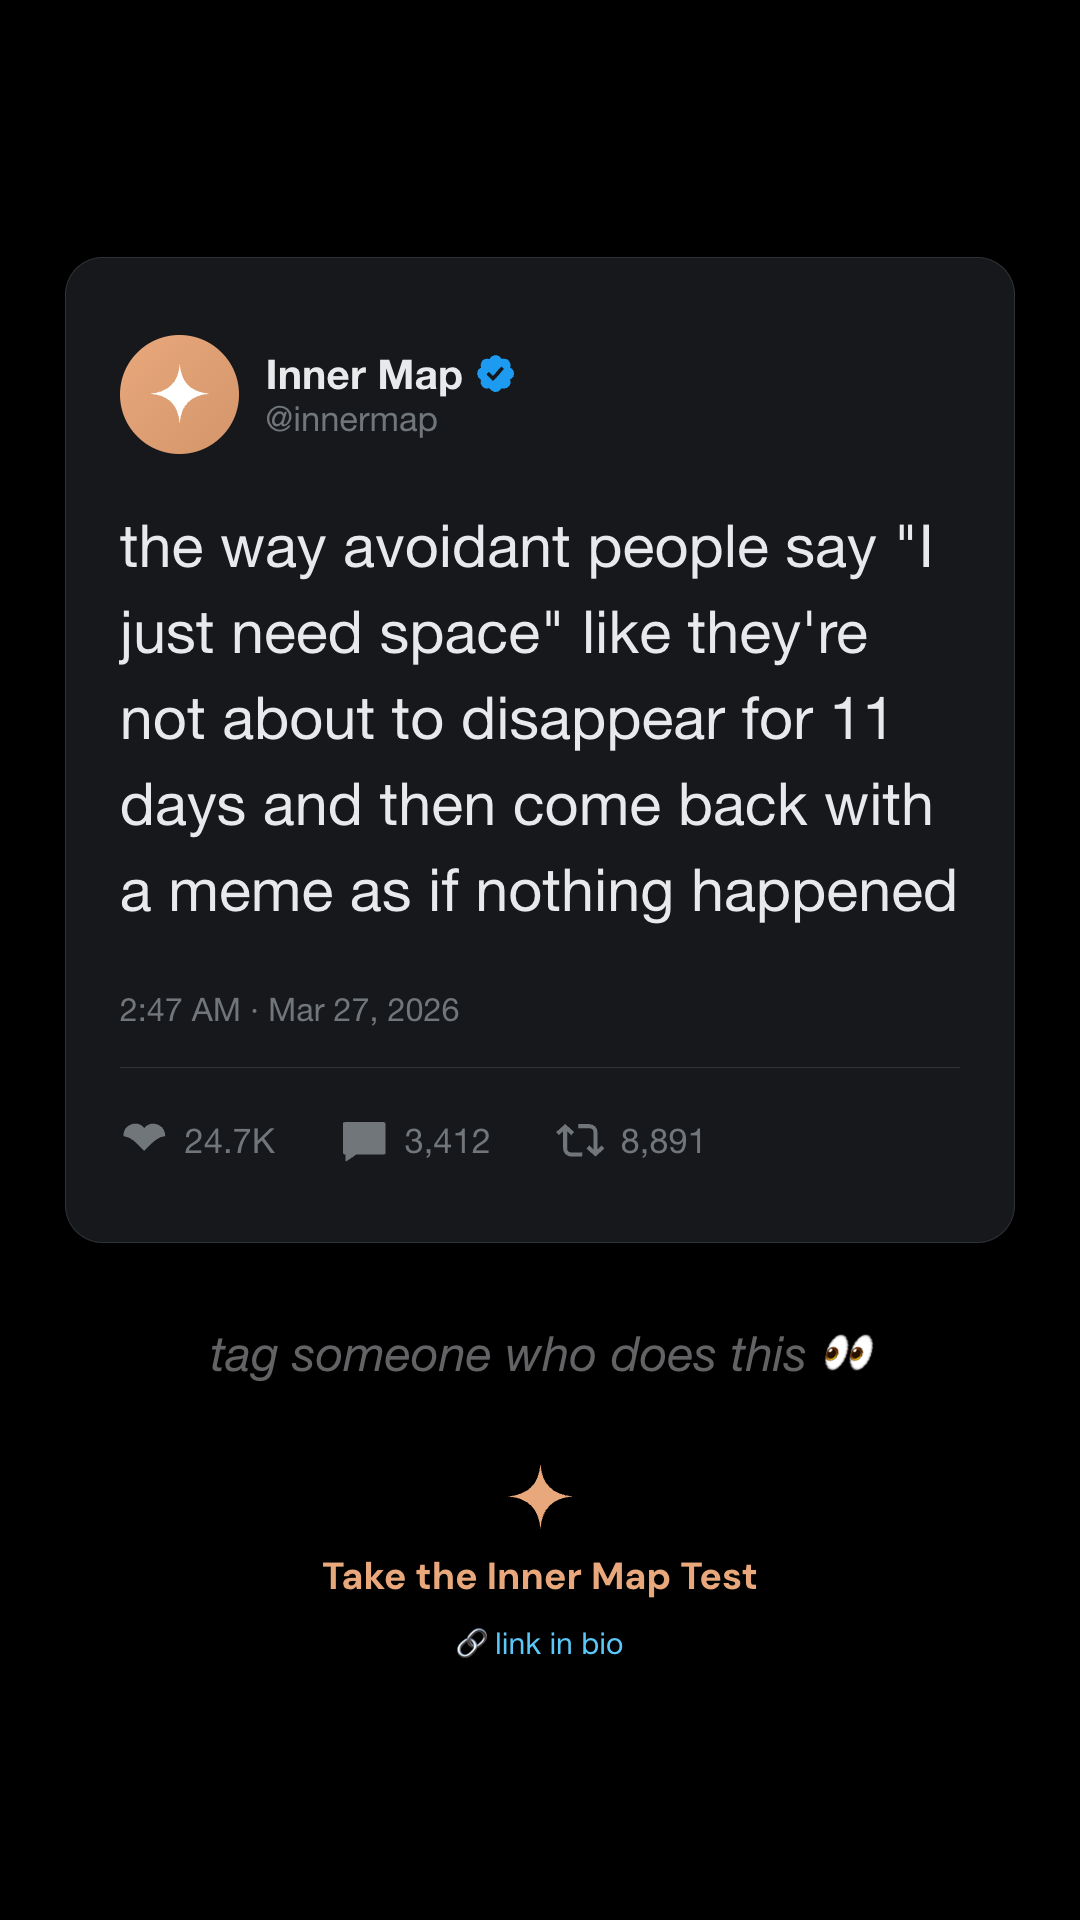 Inner Map
@innermap
the way avoidant people say "I
just need space" like they're
not about to disappear for 11
days and then come back with
a meme as if nothing happened
2:47 AM · Mar 27, 2026
24.7K 3,412 8,891
tag someone who does this 👀
Take the Inner Map Test
🔗 link in bio